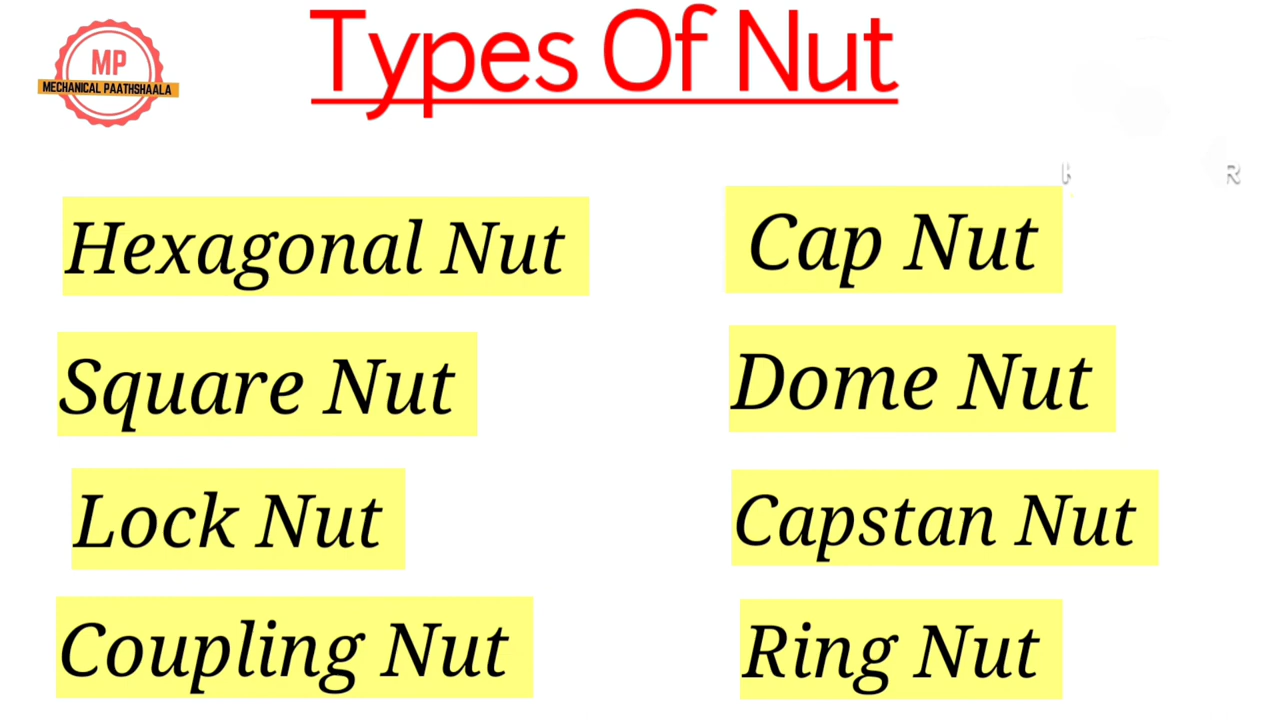 MP
MECHANICAL PAATHSHAALA
Types Of Nut
Hexagonal Nut
Square Nut
Lock Nut
Coupling Nut
Cap Nut
Dome Nut
Capstan Nut
Ring Nut